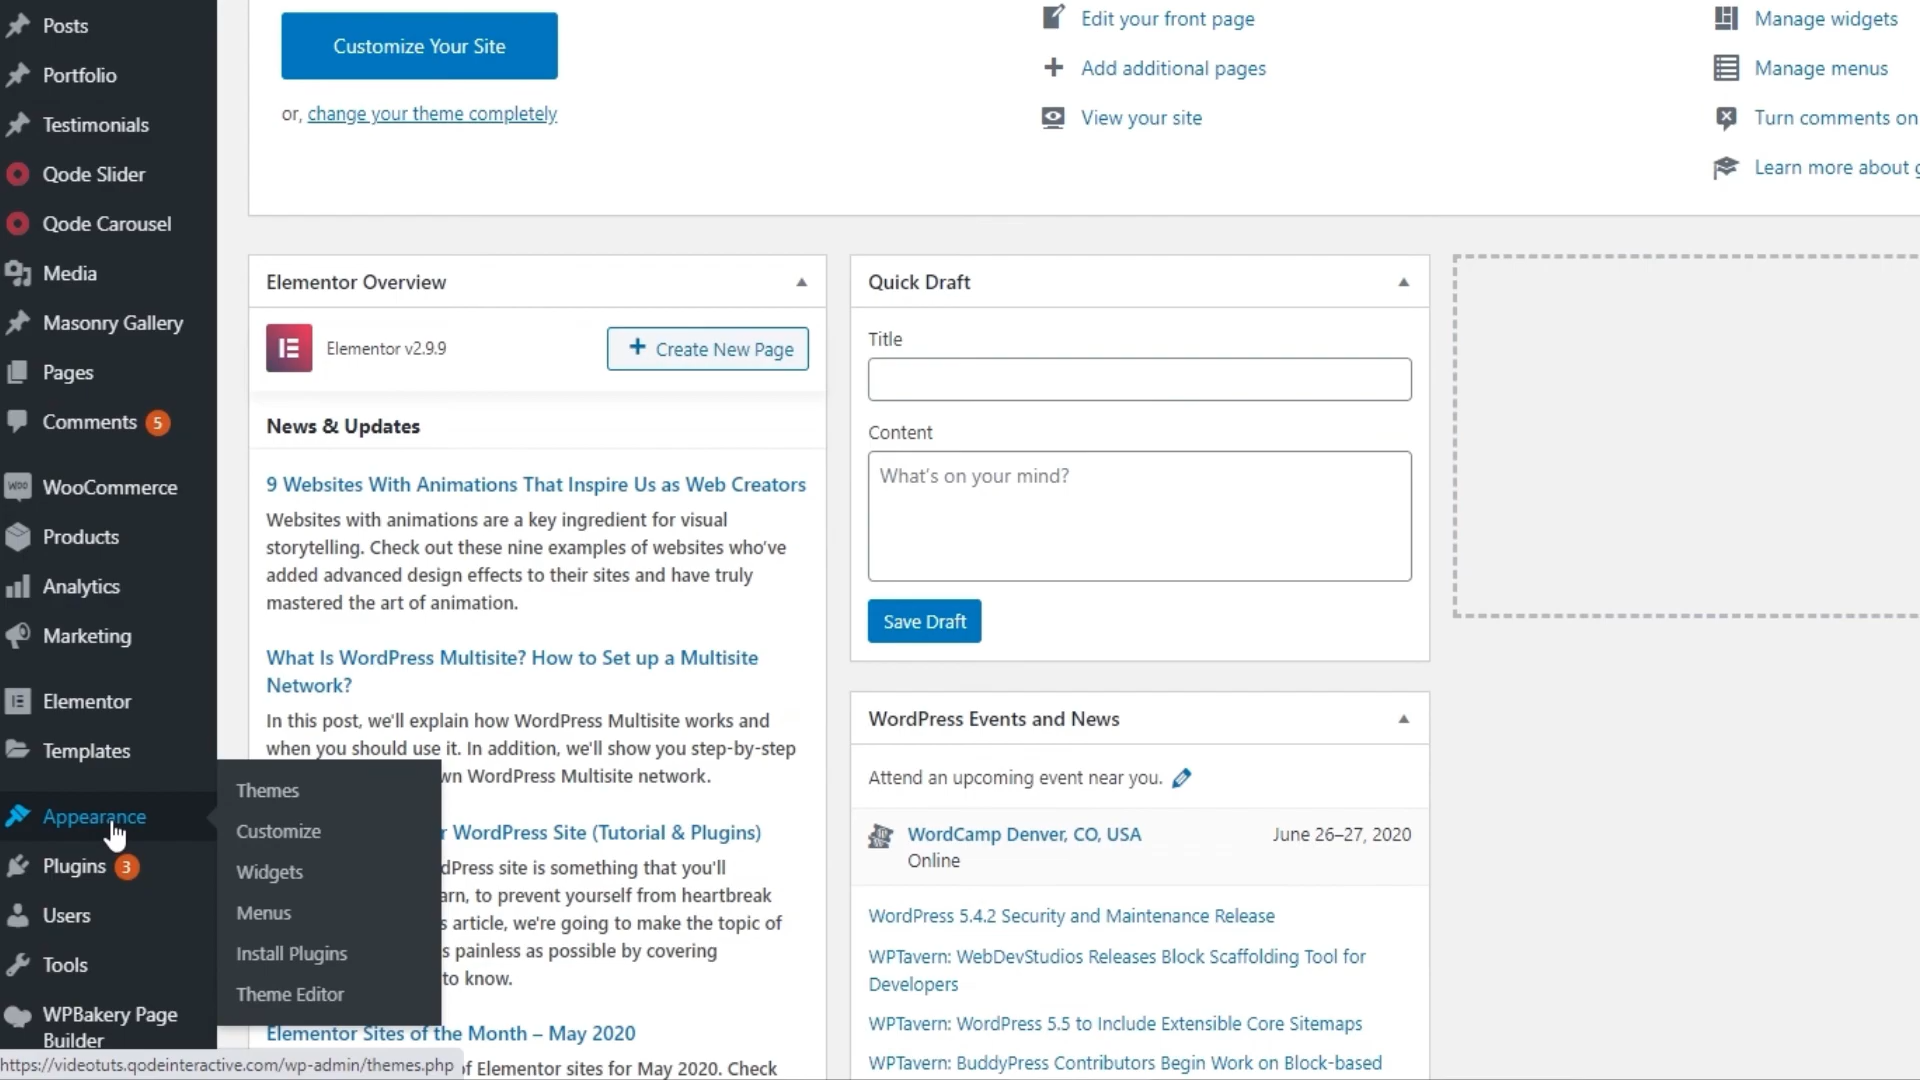 Posts
Portfolio
Testimonials
Qode Slider
Qode Carousel
Media
Masonry Gallery
Pages
Comments 5
WooCommerce
Products
Analytics
Marketing
Elementor
Templates
Appearance
Plugins 3
Users
Tools
WPBakery Page
Builder
Themes
Customize
Widgets
Menus
Install Plugins
Theme Editor
https://videotuts.qodeinteractive.com/wp-admin/themes.php
Customize Your Site
or, change your theme completely
Edit your front page
Add additional pages
View your site
Manage widgets
Manage menus
Turn comments on
Learn more about g
Elementor Overview
Elementor v2.9.9
+ Create New Page
News & Updates
9 Websites With Animations That Inspire Us as Web Creators
Websites with animations are a key ingredient for visual
storytelling. Check out these nine examples of websites who've
added advanced design effects to their sites and have truly
mastered the art of animation.
What Is WordPress Multisite? How to Set up a Multisite
Network?
In this post, we'll explain how WordPress Multisite works and
when you should use it. In addition, we'll show you step-by-step
wn WordPress Multisite network.
r WordPress Site (Tutorial & Plugins)
dPress site is something that you'll
arn, to prevent yourself from heartbreak
s article, we're going to make the topic of
s painless as possible by covering
to know.
Elementor Sites of the Month – May 2020
of Elementor sites for May 2020. Check
Quick Draft
Title
Content
What's on your mind?
Save Draft
WordPress Events and News
Attend an upcoming event near you.
WordCamp Denver, CO, USA June 26–27, 2020
Online
WordPress 5.4.2 Security and Maintenance Release
WPTavern: WebDevStudios Releases Block Scaffolding Tool for
Developers
WPTavern: WordPress 5.5 to Include Extensible Core Sitemaps
WPTavern: BuddyPress Contributors Begin Work on Block-based